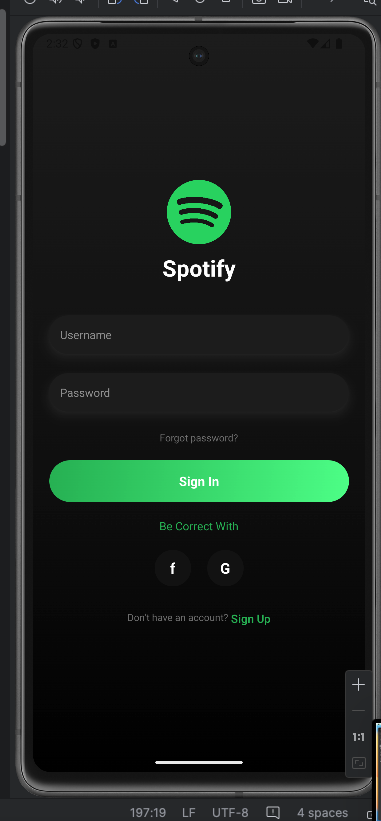 2:32
Spotify
Username
Password
Forgot password?
Sign In
Be Correct With
f G
Don't have an account? Sign Up
1:1
197:19 LF UTF-8 4 spaces